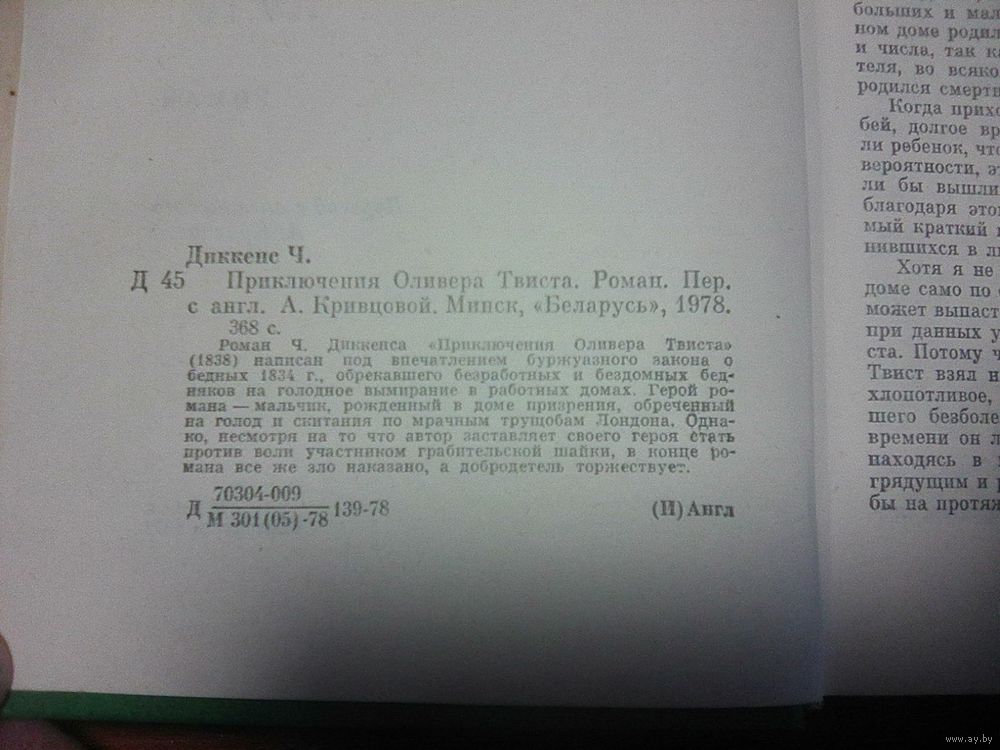 Диккенс Ч.
Д 45 Приключения Оливера Твиста. Роман. Пер.
с англ. А. Кривцовой. Минск, «Беларусь», 1978.
368 с.
Роман Ч. Диккенса «Приключения Оливера Твиста»
(1838) написан под впечатлением буржуазного закона о
бедных 1834 г., обрекавшего безработных и бездомных бед-
няков на голодное вымирание в работных домах. Герой ро-
мана — мальчик, рожденный в доме призрения, обреченный
на голод и скитания по мрачным трущобам Лондона. Одна-
ко, несмотря на то что автор заставляет своего героя стать
против воли участником грабительской шайки, в конце ро-
мана все же зло наказано, а добродетель торжествует.
70304-009
Д 139-78 (И) Англ
М 301(05)-78
больших и мал
ном доме родил
и числа, так ка
теля, во всяко
родился смертн
Когда прихо
бей, долгое вр
ли ребенок, что
вероятности, э
ли бы вышли
благодаря это
мый краткий
нившихся в ли
Хотя я не
доме само по
может выпаст
при данных у
ста. Потому ч
Твист взял н
хлопотливое,
шего безболе
времени он л
находясь в
грядущим и р
бы на протяж
www.ay.by